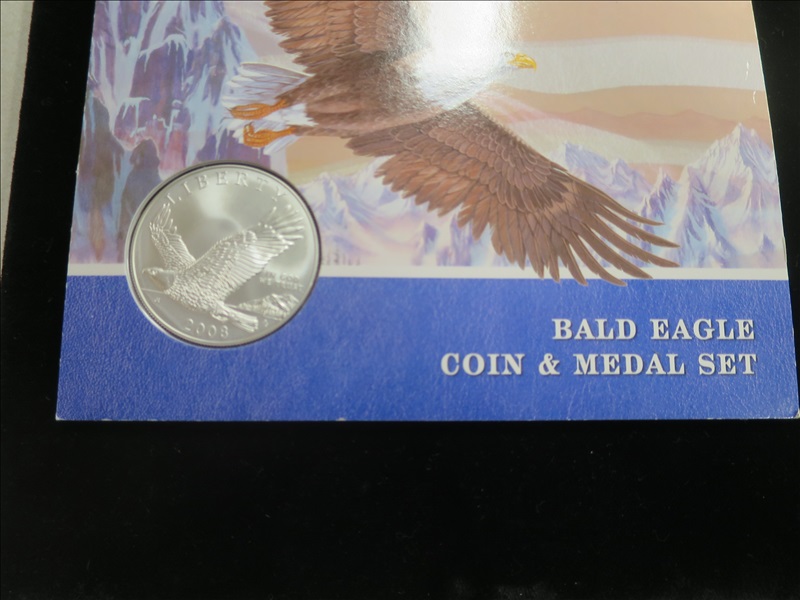 LIBERTY
2008
BALD EAGLE
COIN & MEDAL SET